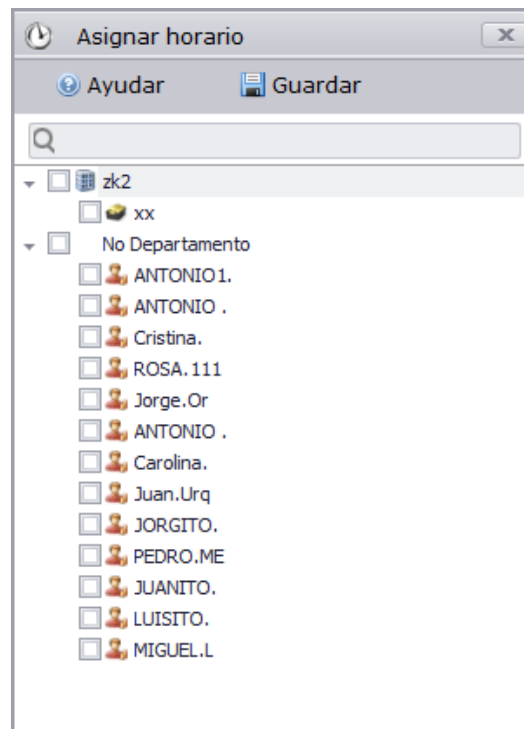 Asignar horario
Ayudar Guardar
zk2
xx
No Departamento
ANTONIO1.
ANTONIO .
Cristina.
ROSA.111
Jorge.Or
ANTONIO .
Carolina.
Juan.Urq
JORGITO.
PEDRO.ME
JUANITO.
LUISITO.
MIGUEL.L